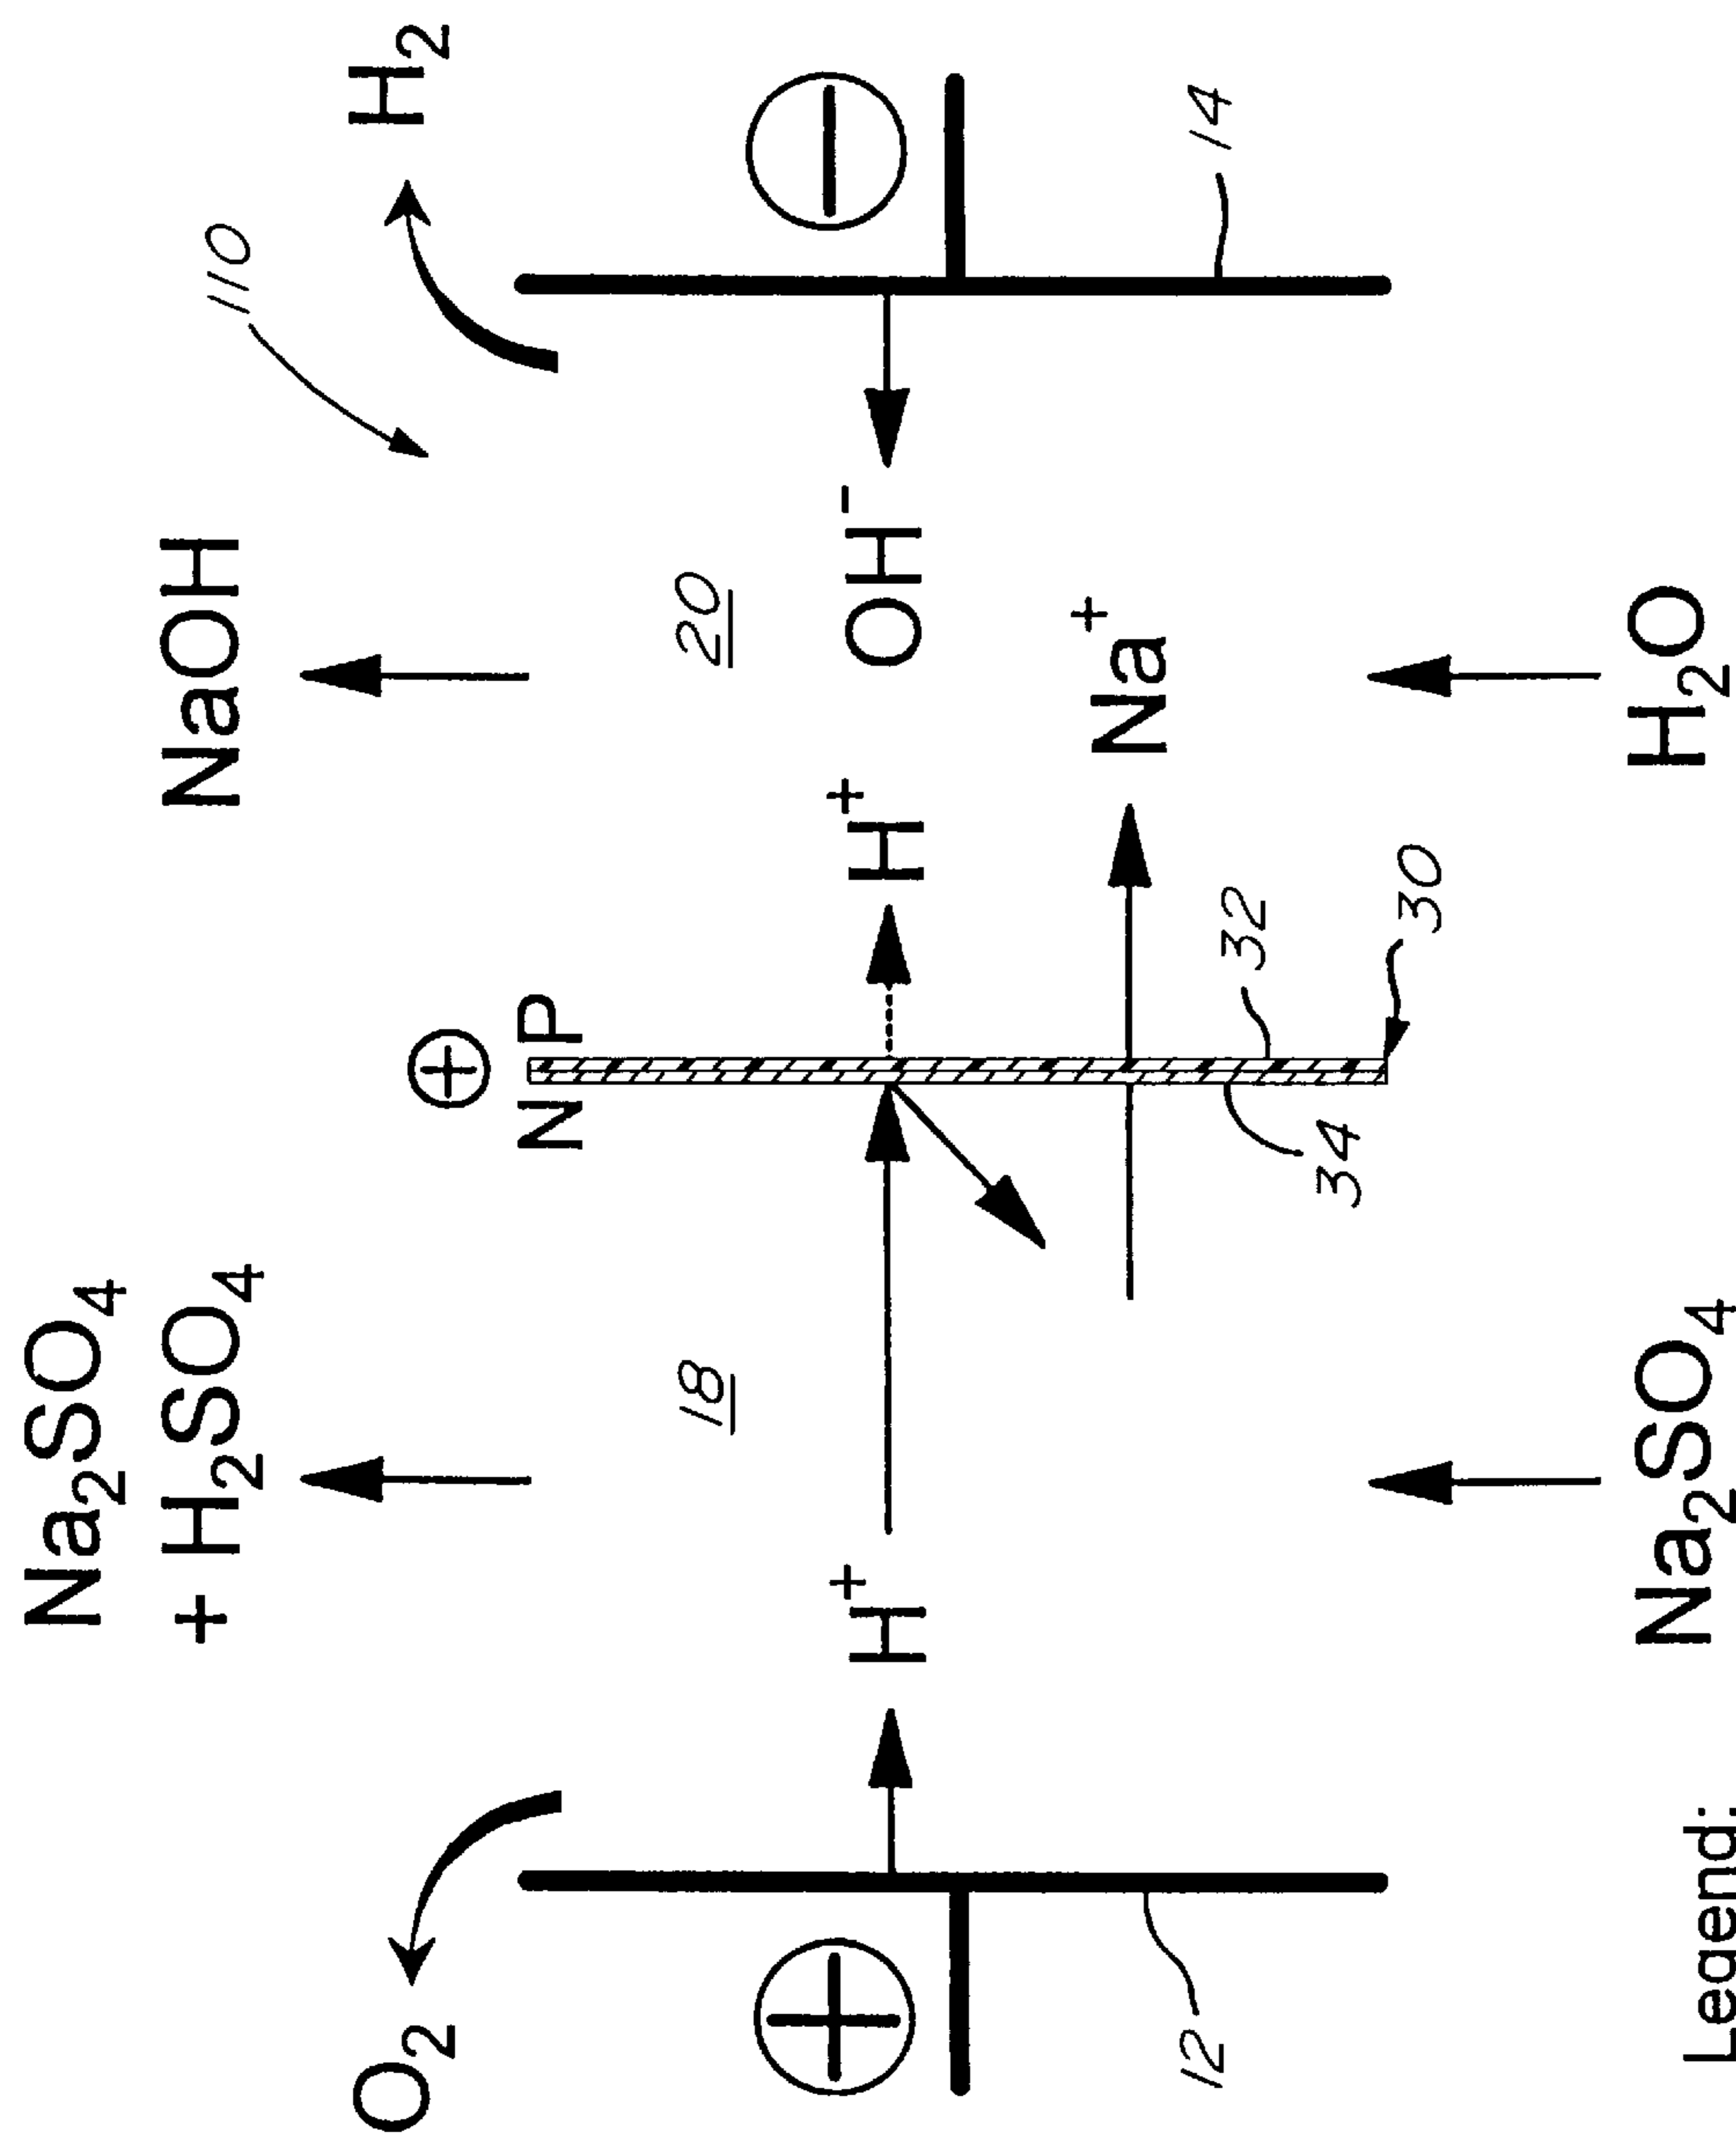 Na₂SO₄
+ H₂SO₄ NaOH 110
O₂ H₂
⊕
N P
18 20
⊕ ⊖
H⁺ H⁺ OH⁻
Na⁺
12 32 14
34 30
Na₂SO₄ H₂O
Legend: